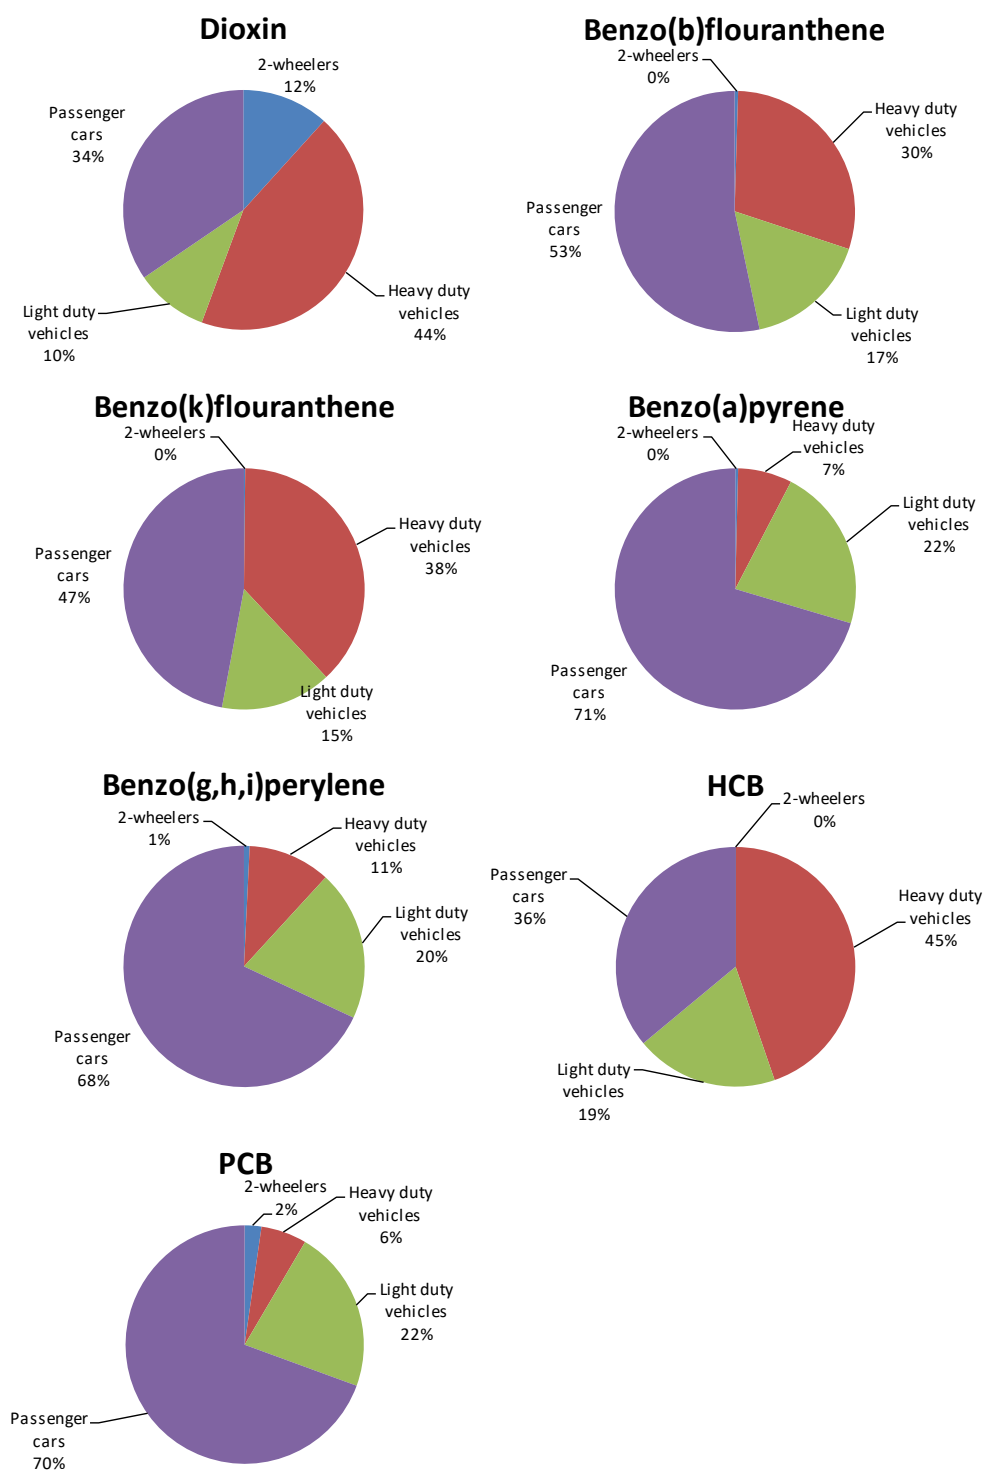 Dioxin
2-wheelers
12%
Passenger
cars
34%
Heavy duty
vehicles
44%
Light duty
vehicles
10%
Benzo(b)flouranthene
2-wheelers
0%
Heavy duty
vehicles
30%
Passenger
cars
53%
Light duty
vehicles
17%
Benzo(k)flouranthene
2-wheelers
0%
Heavy duty
vehicles
38%
Passenger
cars
47%
Light duty
vehicles
15%
Benzo(a)pyrene
2-wheelers
0%
Heavy duty
vehicles
7%
Light duty
vehicles
22%
Passenger
cars
71%
Benzo(g,h,i)perylene
2-wheelers
1%
Heavy duty
vehicles
11%
Light duty
vehicles
20%
Passenger
cars
68%
HCB
2-wheelers
0%
Passenger
cars
36%
Heavy duty
vehicles
45%
Light duty
vehicles
19%
PCB
2-wheelers
2%
Heavy duty
vehicles
6%
Light duty
vehicles
22%
Passenger
cars
70%